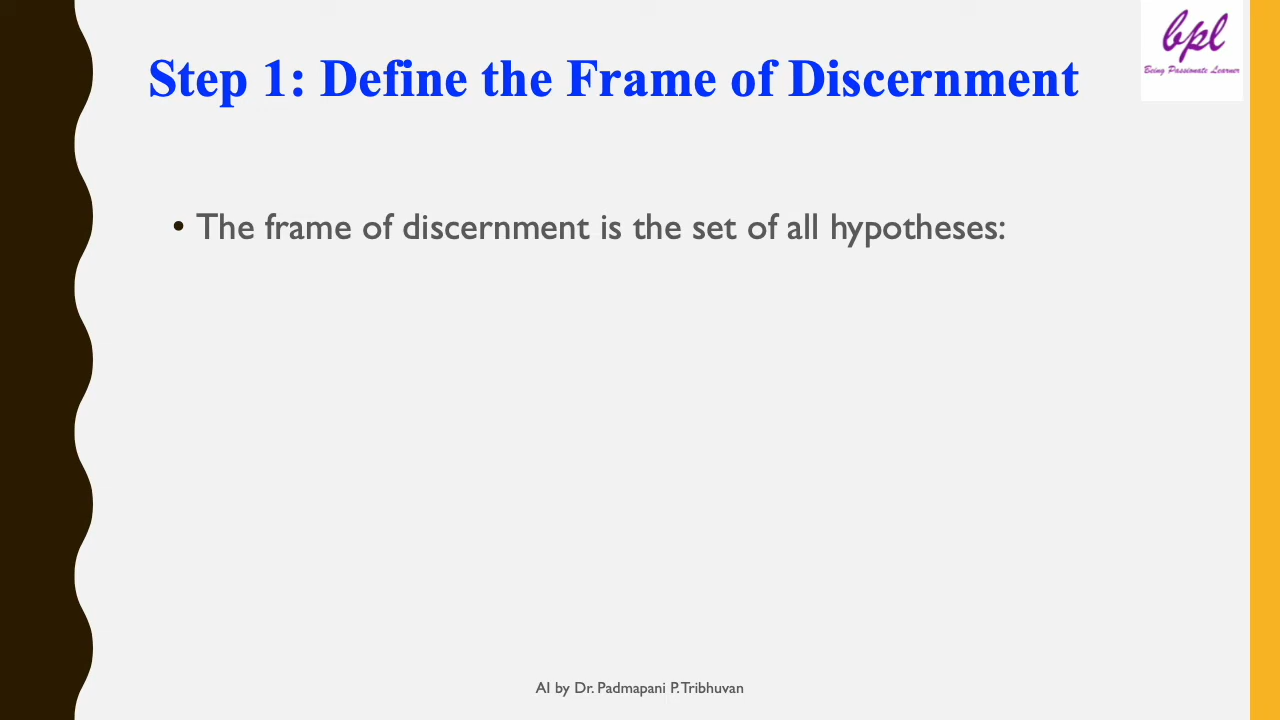 bpl
Being Passionate Learner
Step 1: Define the Frame of Discernment
• The frame of discernment is the set of all hypotheses:
AI by Dr. Padmapani P. Tribhuvan